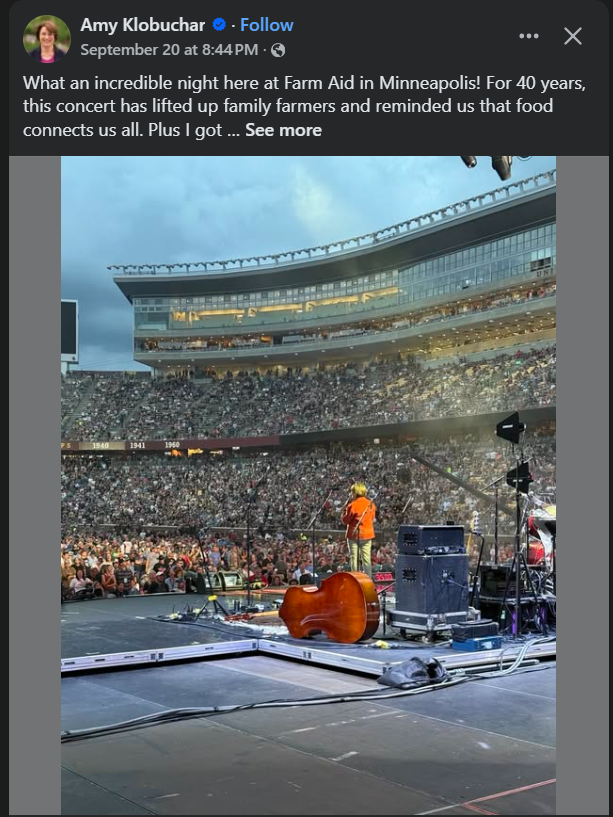 Amy Klobuchar · Follow
September 20 at 8:44 PM ·
What an incredible night here at Farm Aid in Minneapolis! For 40 years,
this concert has lifted up family farmers and reminded us that food
connects us all. Plus I got ... See more
1940 1941 1960